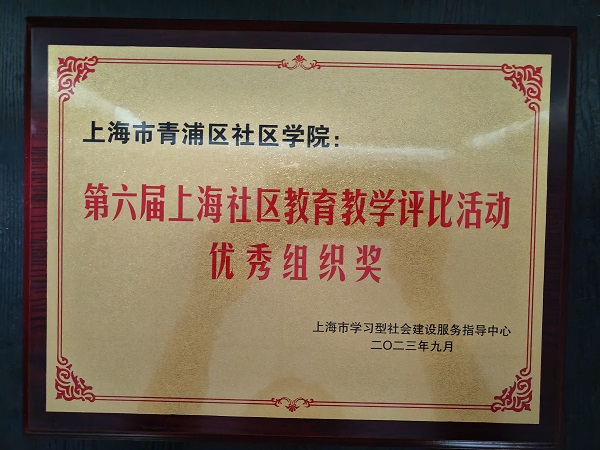 上海市青浦区社区学院：
第六届上海社区教育教学评比活动
优秀组织奖
上海市学习型社会建设服务指导中心
二〇二三年九月